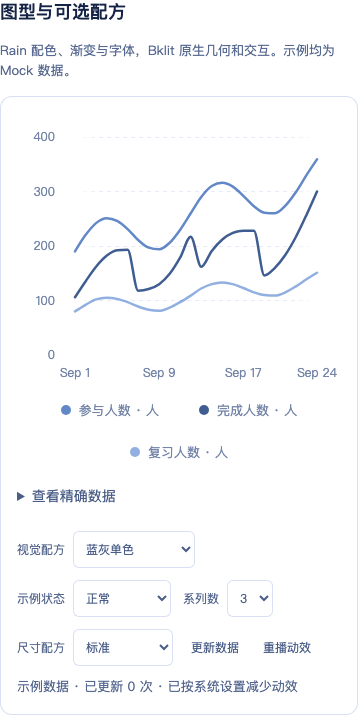 图型与可选配方
Rain 配色、渐变与字体，Bklit 原生几何和交互。示例均为
Mock 数据。
400
300
200
100
0
Sep 1 Sep 9 Sep 17 Sep 24
参与人数 · 人 完成人数 · 人
复习人数 · 人
▶ 查看精确数据
视觉配方 蓝灰单色
示例状态 正常 系列数 3
尺寸配方 标准 更新数据 重播动效
示例数据 · 已更新 0 次 · 已按系统设置减少动效